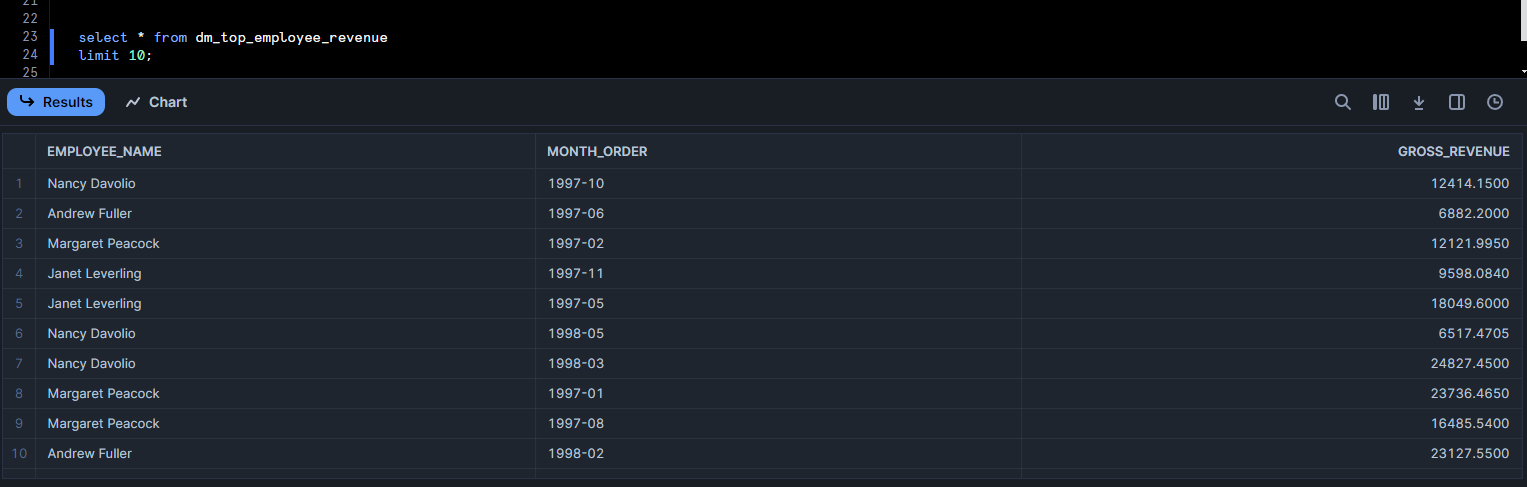 21
22
23 select * from dm_top_employee_revenue
24 limit 10;
25
Results Chart
EMPLOYEE_NAME MONTH_ORDER GROSS_REVENUE
1 Nancy Davolio 1997-10 12414.1500
2 Andrew Fuller 1997-06 6882.2000
3 Margaret Peacock 1997-02 12121.9950
4 Janet Leverling 1997-11 9598.0840
5 Janet Leverling 1997-05 18049.6000
6 Nancy Davolio 1998-05 6517.4705
7 Nancy Davolio 1998-03 24827.4500
8 Margaret Peacock 1997-01 23736.4650
9 Margaret Peacock 1997-08 16485.5400
10 Andrew Fuller 1998-02 23127.5500